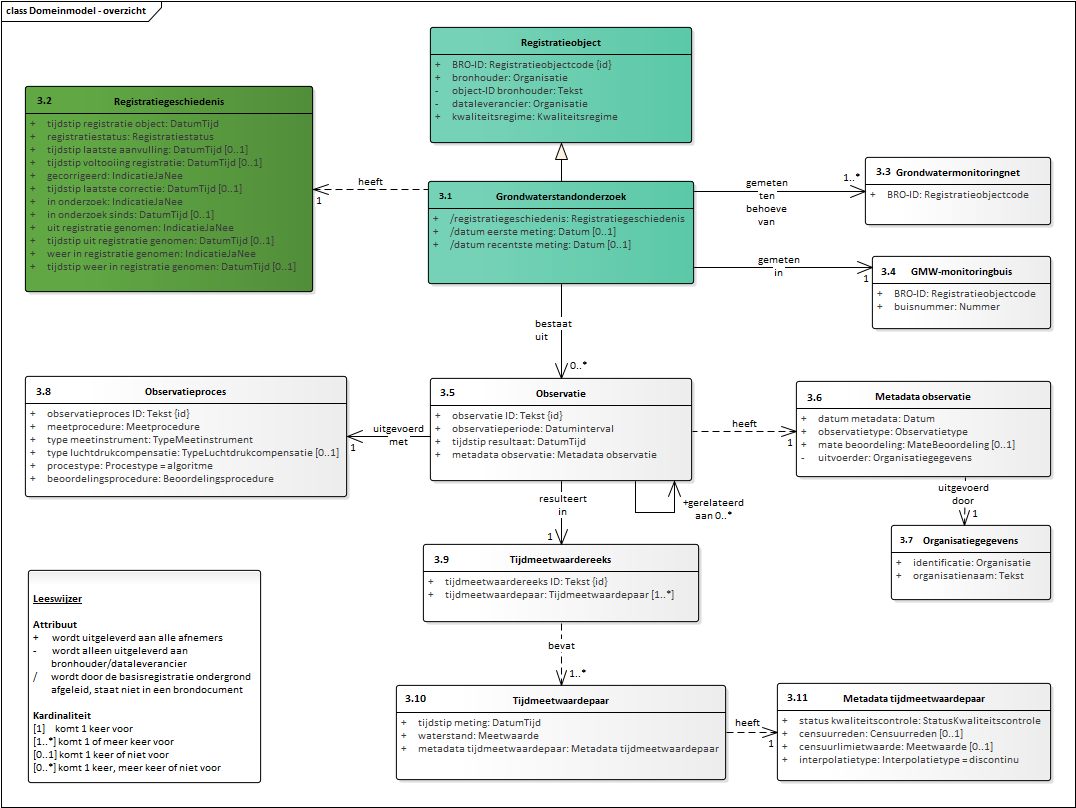 class Domeinmodel - overzicht
Registratieobject
+ BRO-ID: Registratieobjectcode {id}
+ bronhouder: Organisatie
- object-ID bronhouder: Tekst
- dataleverancier: Organisatie
+ kwaliteitsregime: Kwaliteitsregime
3.2 Registratiegeschiedenis
+ tijdstip registratie object: DatumTijd
+ registratiestatus: Registratiestatus
+ tijdstip laatste aanvulling: DatumTijd [0..1]
+ tijdstip voltooiing registratie: DatumTijd [0..1]
+ gecorrigeerd: IndicatieJaNee
+ tijdstip laatste correctie: DatumTijd [0..1]
+ in onderzoek: IndicatieJaNee
+ in onderzoek sinds: DatumTijd [0..1]
+ uit registratie genomen: IndicatieJaNee
+ tijdstip uit registratie genomen: DatumTijd [0..1]
+ weer in registratie genomen: IndicatieJaNee
+ tijdstip weer in registratie genomen: DatumTijd [0..1]
heeft
1
3.1 Grondwaterstandonderzoek
+ /registratiegeschiedenis: Registratiegeschiedenis
+ /datum eerste meting: Datum [0..1]
+ /datum recentste meting: Datum [0..1]
gemeten
ten
behoeve
van
1..*
3.3 Grondwatermonitoringnet
+ BRO-ID: Registratieobjectcode
gemeten
in
1
3.4 GMW-monitoringbuis
+ BRO-ID: Registratieobjectcode
+ buisnummer: Nummer
bestaat
uit
0..*
3.8 Observatieproces
+ observatieproces ID: Tekst {id}
+ meetprocedure: Meetprocedure
+ type meetinstrument: TypeMeetinstrument
+ type luchtdrukcompensatie: TypeLuchtdrukcompensatie [0..1]
+ procestype: Procestype = algoritme
+ beoordelingsprocedure: Beoordelingsprocedure
uitgevoerd
met
1
3.5 Observatie
+ observatie ID: Tekst {id}
+ observatieperiode: Datuminterval
+ tijdstip resultaat: DatumTijd
+ metadata observatie: Metadata observatie
heeft
1
3.6 Metadata observatie
+ datum metadata: Datum
+ observatietype: Observatietype
+ mate beoordeling: MateBeoordeling [0..1]
- uitvoerder: Organisatiegegevens
resulteert
in
1
+gerelateerd
aan 0..*
uitgevoerd
door
1
3.7 Organisatiegegevens
+ identificatie: Organisatie
+ organisatienaam: Tekst
3.9 Tijdmeetwaardereeks
+ tijdmeetwaardereeks ID: Tekst {id}
+ tijdmeetwaardepaar: Tijdmeetwaardepaar [1..*]
bevat
1..*
3.10 Tijdmeetwaardepaar
+ tijdstip meting: DatumTijd
+ waterstand: Meetwaarde
+ metadata tijdmeetwaardepaar: Metadata tijdmeetwaardepaar
heeft
1
3.11 Metadata tijdmeetwaardepaar
+ status kwaliteitscontrole: StatusKwaliteitscontrole
+ censuurreden: Censuurreden [0..1]
+ censuurlimietwaarde: Meetwaarde [0..1]
+ interpolatietype: Interpolatietype = discontinu
Leeswijzer
Attribuut
+ wordt uitgeleverd aan alle afnemers
- wordt alleen uitgeleverd aan
bronhouder/dataleverancier
/ wordt door de basisregistratie ondergrond
afgeleid, staat niet in een brondocument
Kardinaliteit
[1] komt 1 keer voor
[1..*] komt 1 of meer keer voor
[0..1] komt 1 keer of niet voor
[0..*] komt 1 keer, meer keer of niet voor